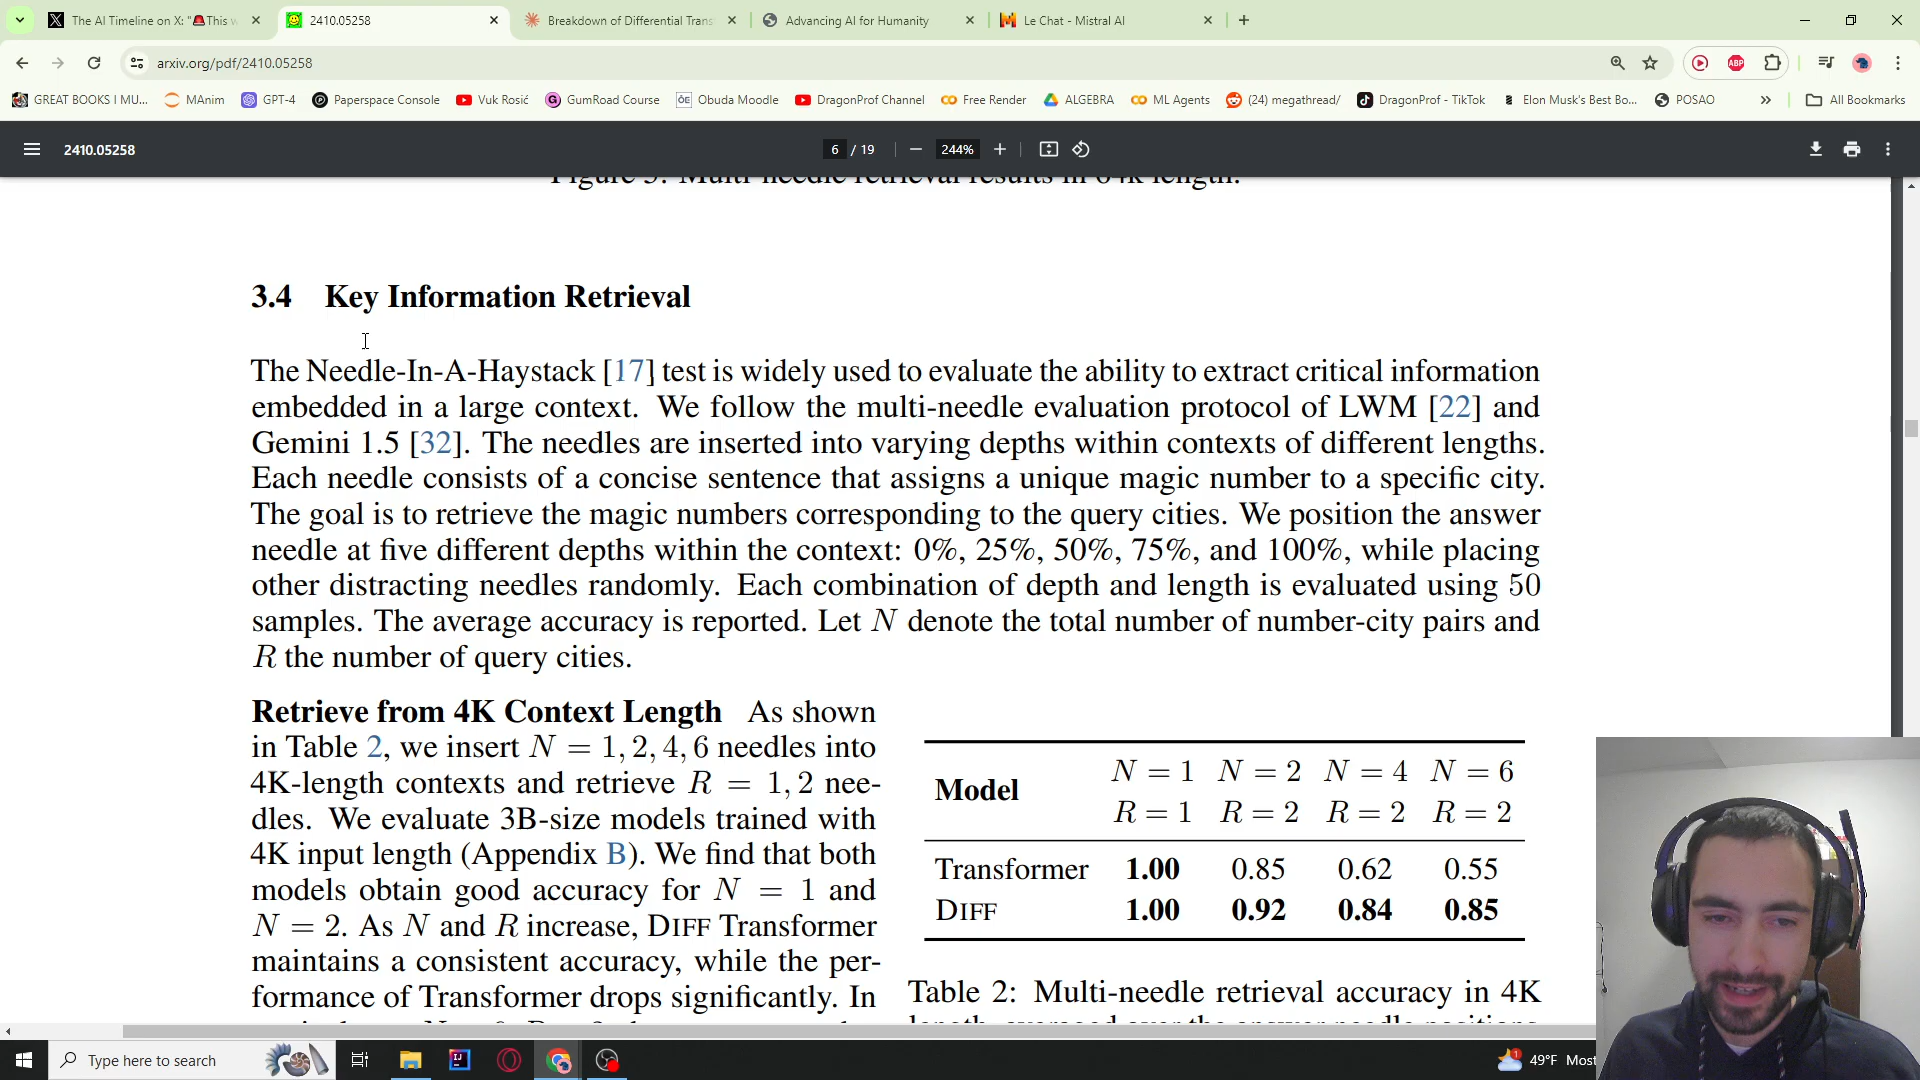 The AI Timeline on X: "🚨This w
2410.05258
Breakdown of Differential Trans
Advancing AI for Humanity
Le Chat - Mistral AI
arxiv.org/pdf/2410.05258
GREAT BOOKS I MU...
MAnim
GPT-4
Paperspace Console
Vuk Rosić
GumRoad Course
Obuda Moodle
DragonProf Channel
Free Render
ALGEBRA
ML Agents
(24) megathread/
DragonProf - TikTok
Elon Musk's Best Bo...
POSAO
All Bookmarks
2410.05258
6 / 19
244%
3.4 Key Information Retrieval
The Needle-In-A-Haystack [17] test is widely used to evaluate the ability to extract critical information
embedded in a large context. We follow the multi-needle evaluation protocol of LWM [22] and
Gemini 1.5 [32]. The needles are inserted into varying depths within contexts of different lengths.
Each needle consists of a concise sentence that assigns a unique magic number to a specific city.
The goal is to retrieve the magic numbers corresponding to the query cities. We position the answer
needle at five different depths within the context: 0%, 25%, 50%, 75%, and 100%, while placing
other distracting needles randomly. Each combination of depth and length is evaluated using 50
samples. The average accuracy is reported. Let N denote the total number of number-city pairs and
R the number of query cities.
Retrieve from 4K Context Length As shown
in Table 2, we insert N = 1, 2, 4, 6 needles into
4K-length contexts and retrieve R = 1, 2 nee-
dles. We evaluate 3B-size models trained with
4K input length (Appendix B). We find that both
models obtain good accuracy for N = 1 and
N = 2. As N and R increase, DIFF Transformer
maintains a consistent accuracy, while the per-
formance of Transformer drops significantly. In
Model
N = 1 N = 2 N = 4 N = 6
R = 1 R = 2 R = 2 R = 2
Transformer 1.00 0.85 0.62 0.55
DIFF 1.00 0.92 0.84 0.85
Table 2: Multi-needle retrieval accuracy in 4K
Type here to search
49°F Most